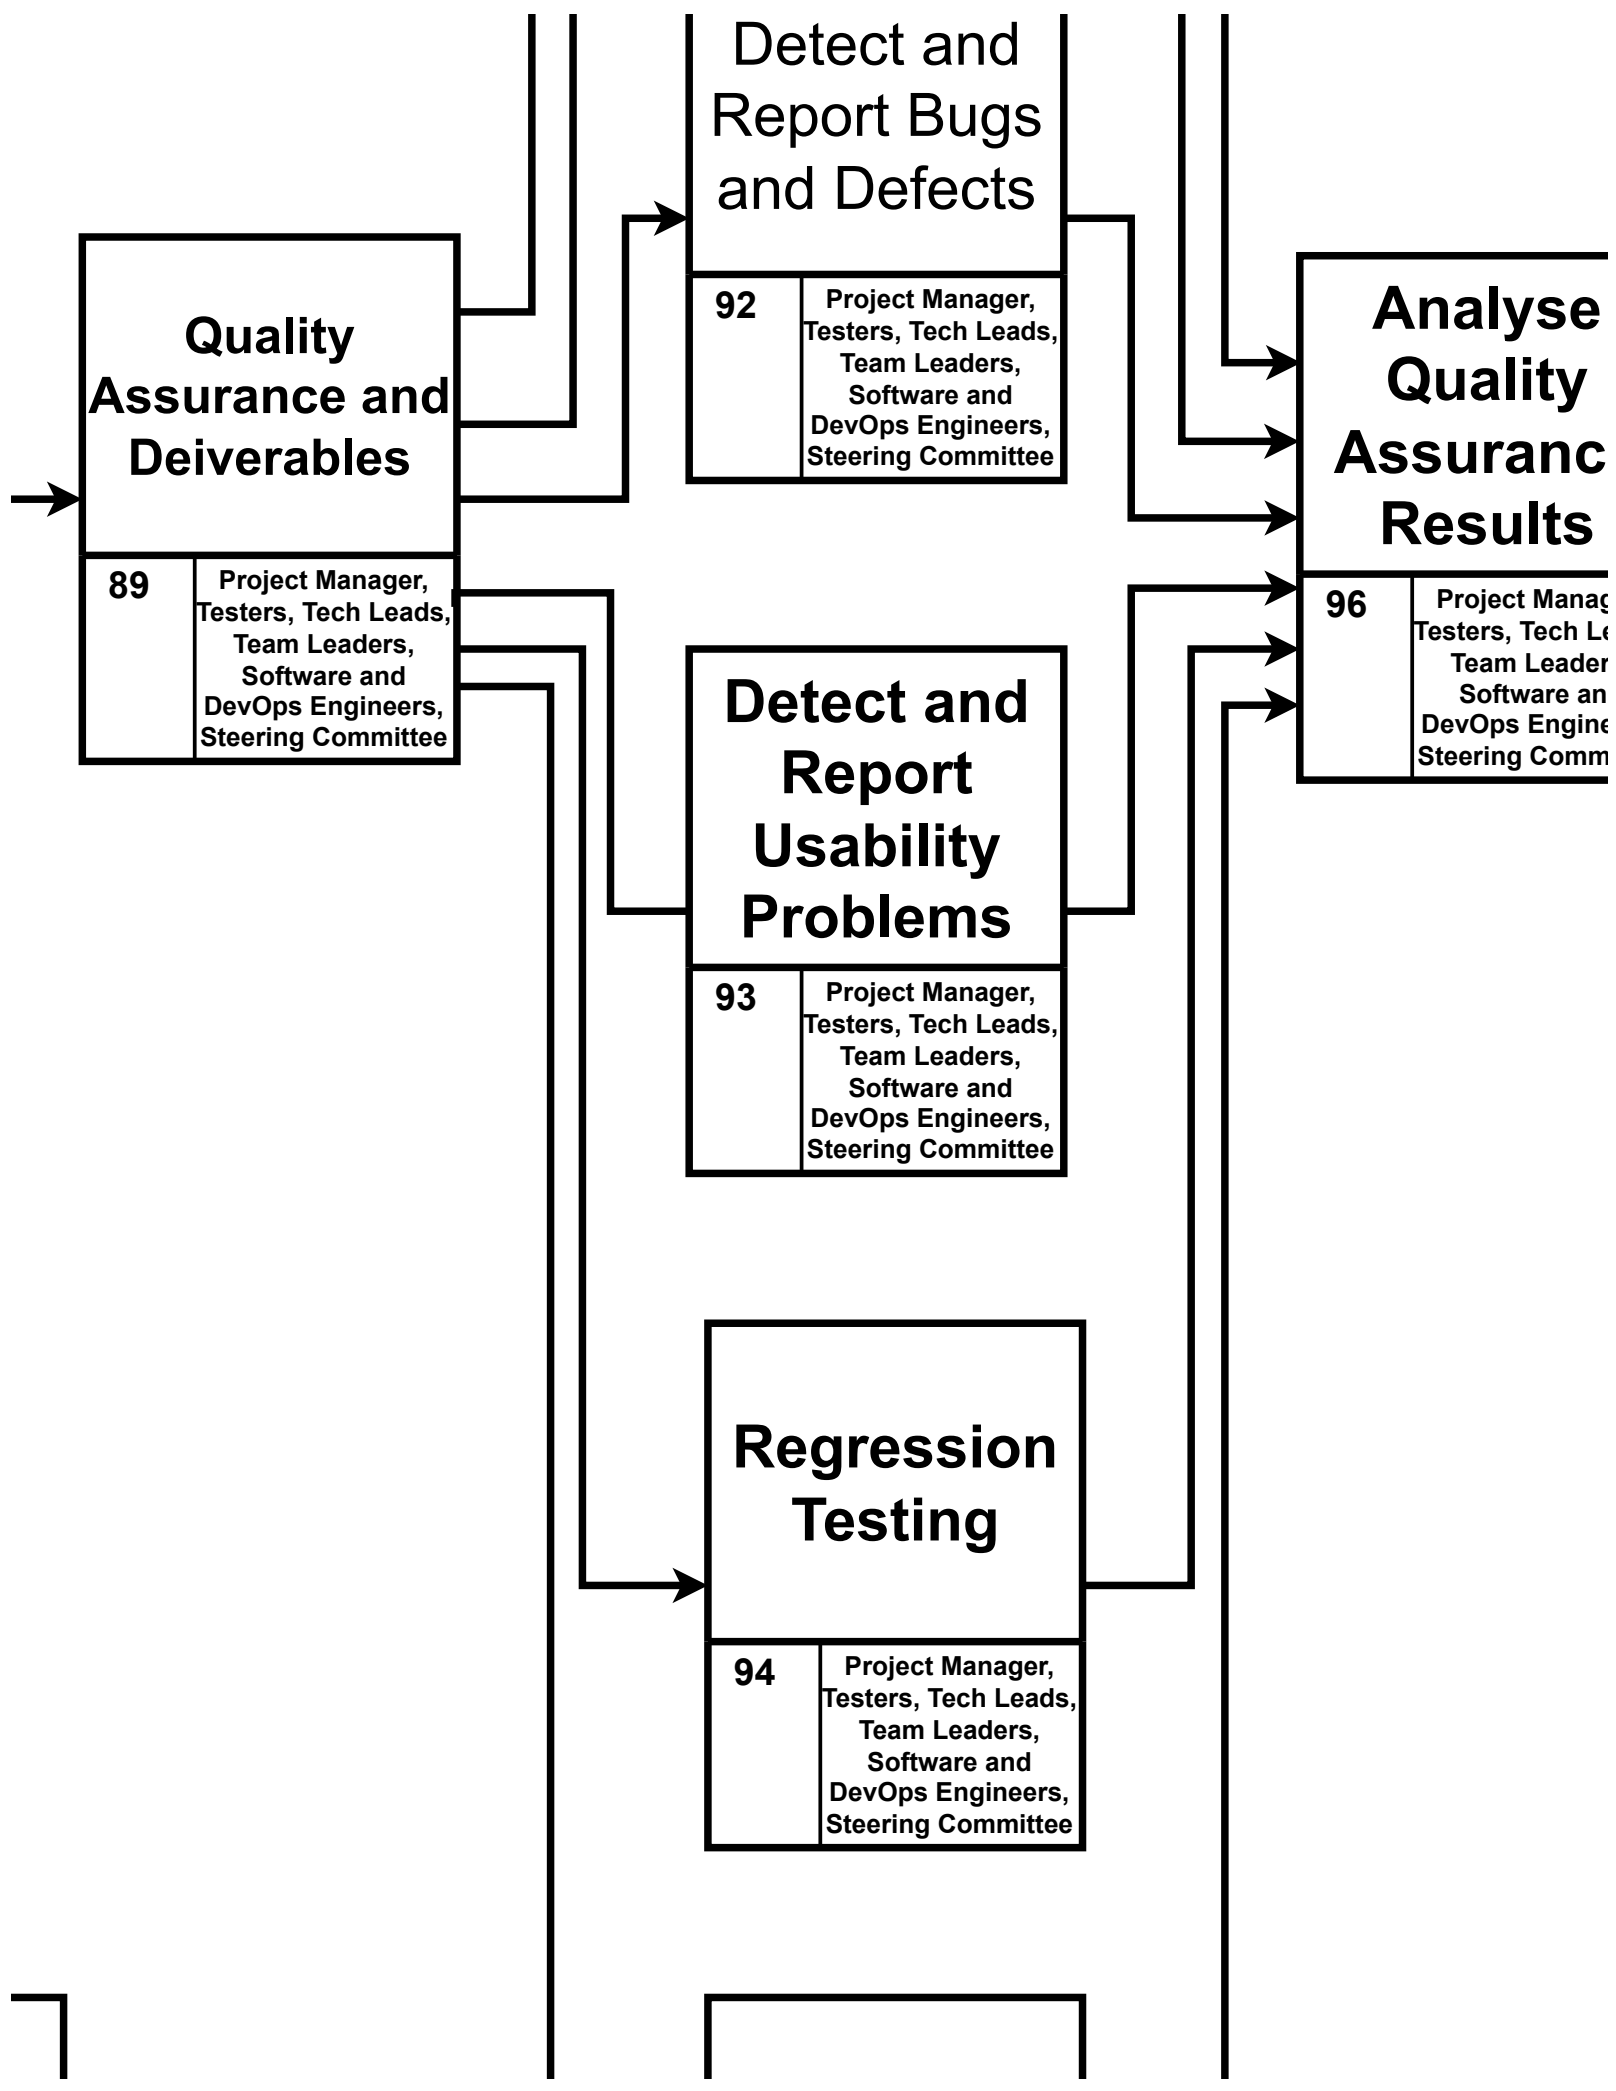 Detect and
Report Bugs
and Defects
92
Project Manager,
Testers, Tech Leads,
Team Leaders,
Software and
DevOps Engineers,
Steering Committee
Quality
Assurance and
Deiverables
89
Project Manager,
Testers, Tech Leads,
Team Leaders,
Software and
DevOps Engineers,
Steering Committee
Analyse
Quality
Assuranc
Results
96
Project Manag
Testers, Tech Le
Team Leader
Software an
DevOps Engine
Steering Comm
Detect and
Report
Usability
Problems
93
Project Manager,
Testers, Tech Leads,
Team Leaders,
Software and
DevOps Engineers,
Steering Committee
Regression
Testing
94
Project Manager,
Testers, Tech Leads,
Team Leaders,
Software and
DevOps Engineers,
Steering Committee